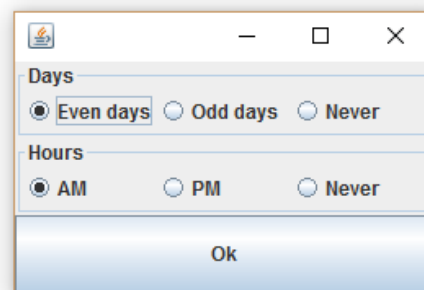 Days
Even days Odd days Never
Hours
AM PM Never
Ok